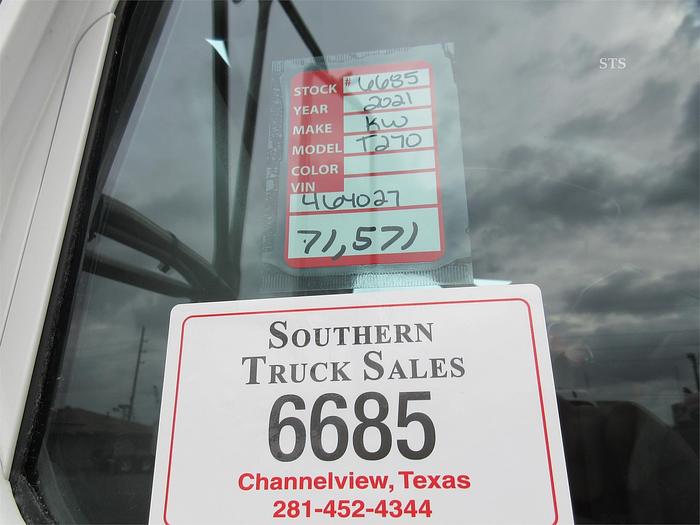 STS
STOCK # 6685
YEAR 2021
MAKE KW
MODEL T270
COLOR
VIN
464027
71,571
SOUTHERN
TRUCK SALES
6685
Channelview, Texas
281-452-4344